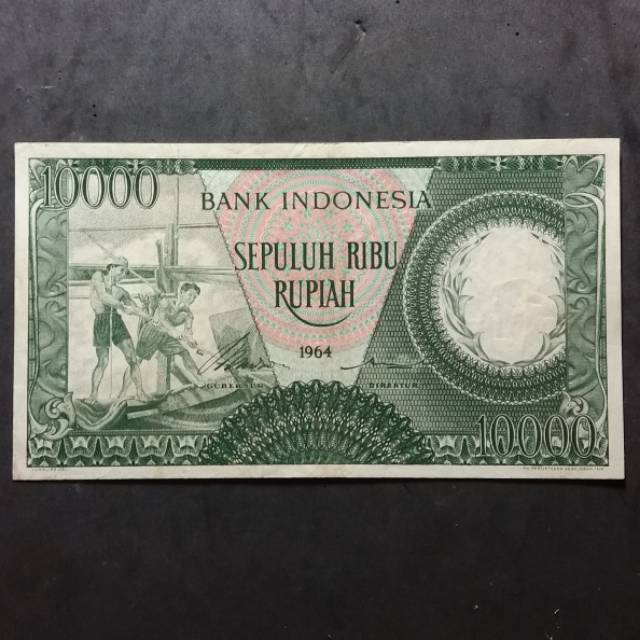 10000
BANK INDONESIA
SEPULUH RIBU
RUPIAH
1964
GUBERNUR DIREKTUR
10000